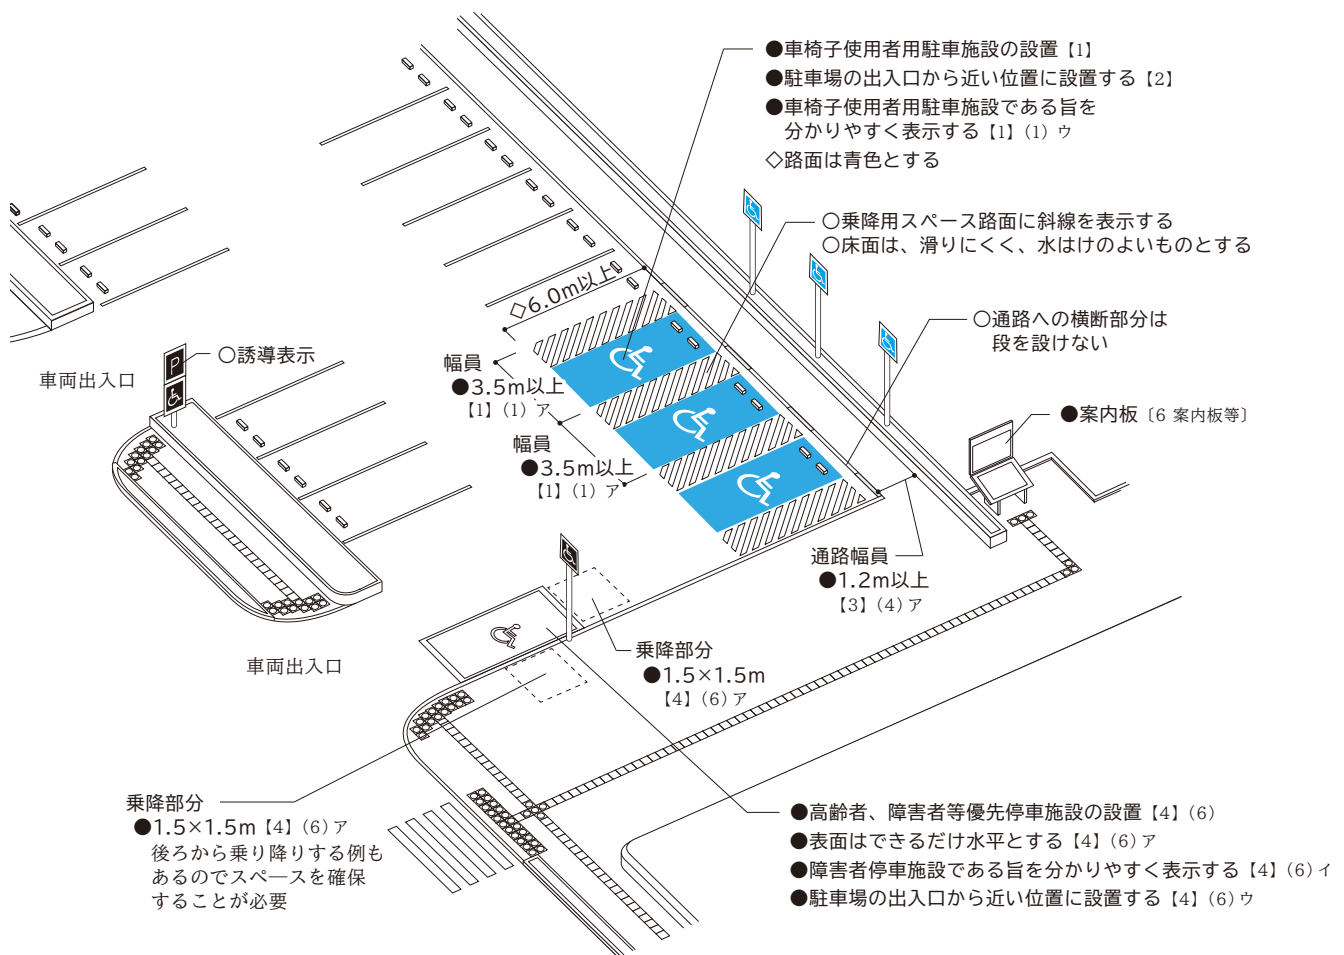 ●車椅子使用者用駐車施設の設置【1】
●駐車場の出入口から近い位置に設置する【2】
●車椅子使用者用駐車施設である旨を
分かりやすく表示する【1】(1) ウ
◇路面は青色とする
○乗降用スペース路面に斜線を表示する
○床面は、滑りにくく、水はけのよいものとする
◇6.0m以上
○通路への横断部分は
段を設けない
P
○誘導表示
車両出入口
幅員
●3.5m以上
【1】(1) ア
幅員
●3.5m以上
【1】(1) ア
●案内板〔6 案内板等〕
通路幅員
●1.2m以上
【3】(4) ア
車両出入口
乗降部分
●1.5×1.5m
【4】(6) ア
乗降部分
●1.5×1.5m【4】(6) ア
後ろから乗り降りする例も
あるのでスペースを確保
することが必要
●高齢者、障害者等優先停車施設の設置【4】(6)
●表面はできるだけ水平とする【4】(6) ア
●障害者停車施設である旨を分かりやすく表示する【4】(6) イ
●駐車場の出入口から近い位置に設置する【4】(6) ウ